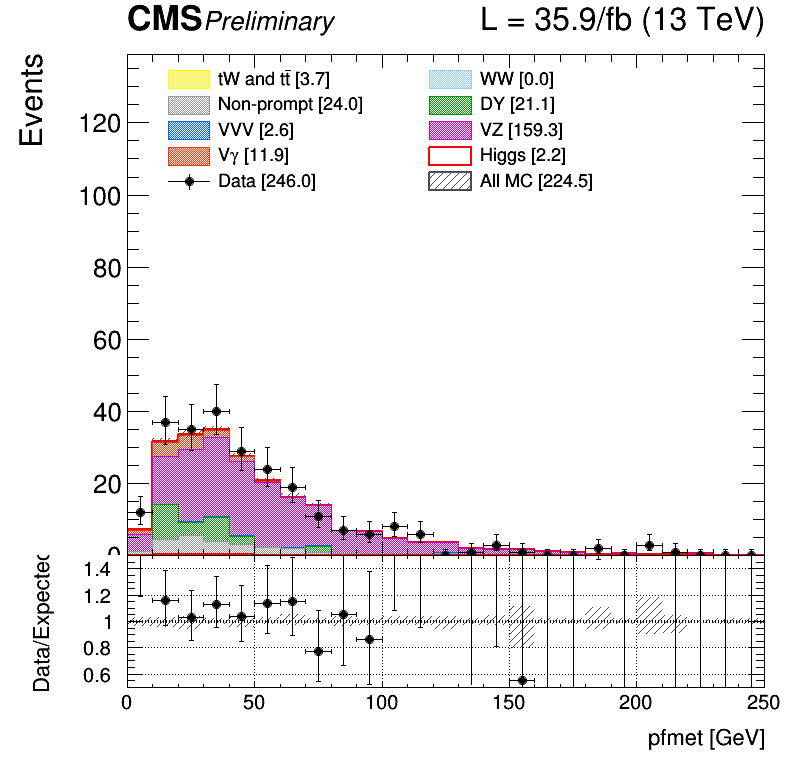 CMS Preliminary L = 35.9/fb (13 TeV)
Events
tW and tt̄ [3.7] WW [0.0]
Non-prompt [24.0] DY [21.1]
VVV [2.6] VZ [159.3]
Vγ [11.9] Higgs [2.2]
Data [246.0] All MC [224.5]
120
100
80
60
40
20
0
Data/Expected
1.4
1.2
1
0.8
0.6
0 50 100 150 200 250
pfmet [GeV]